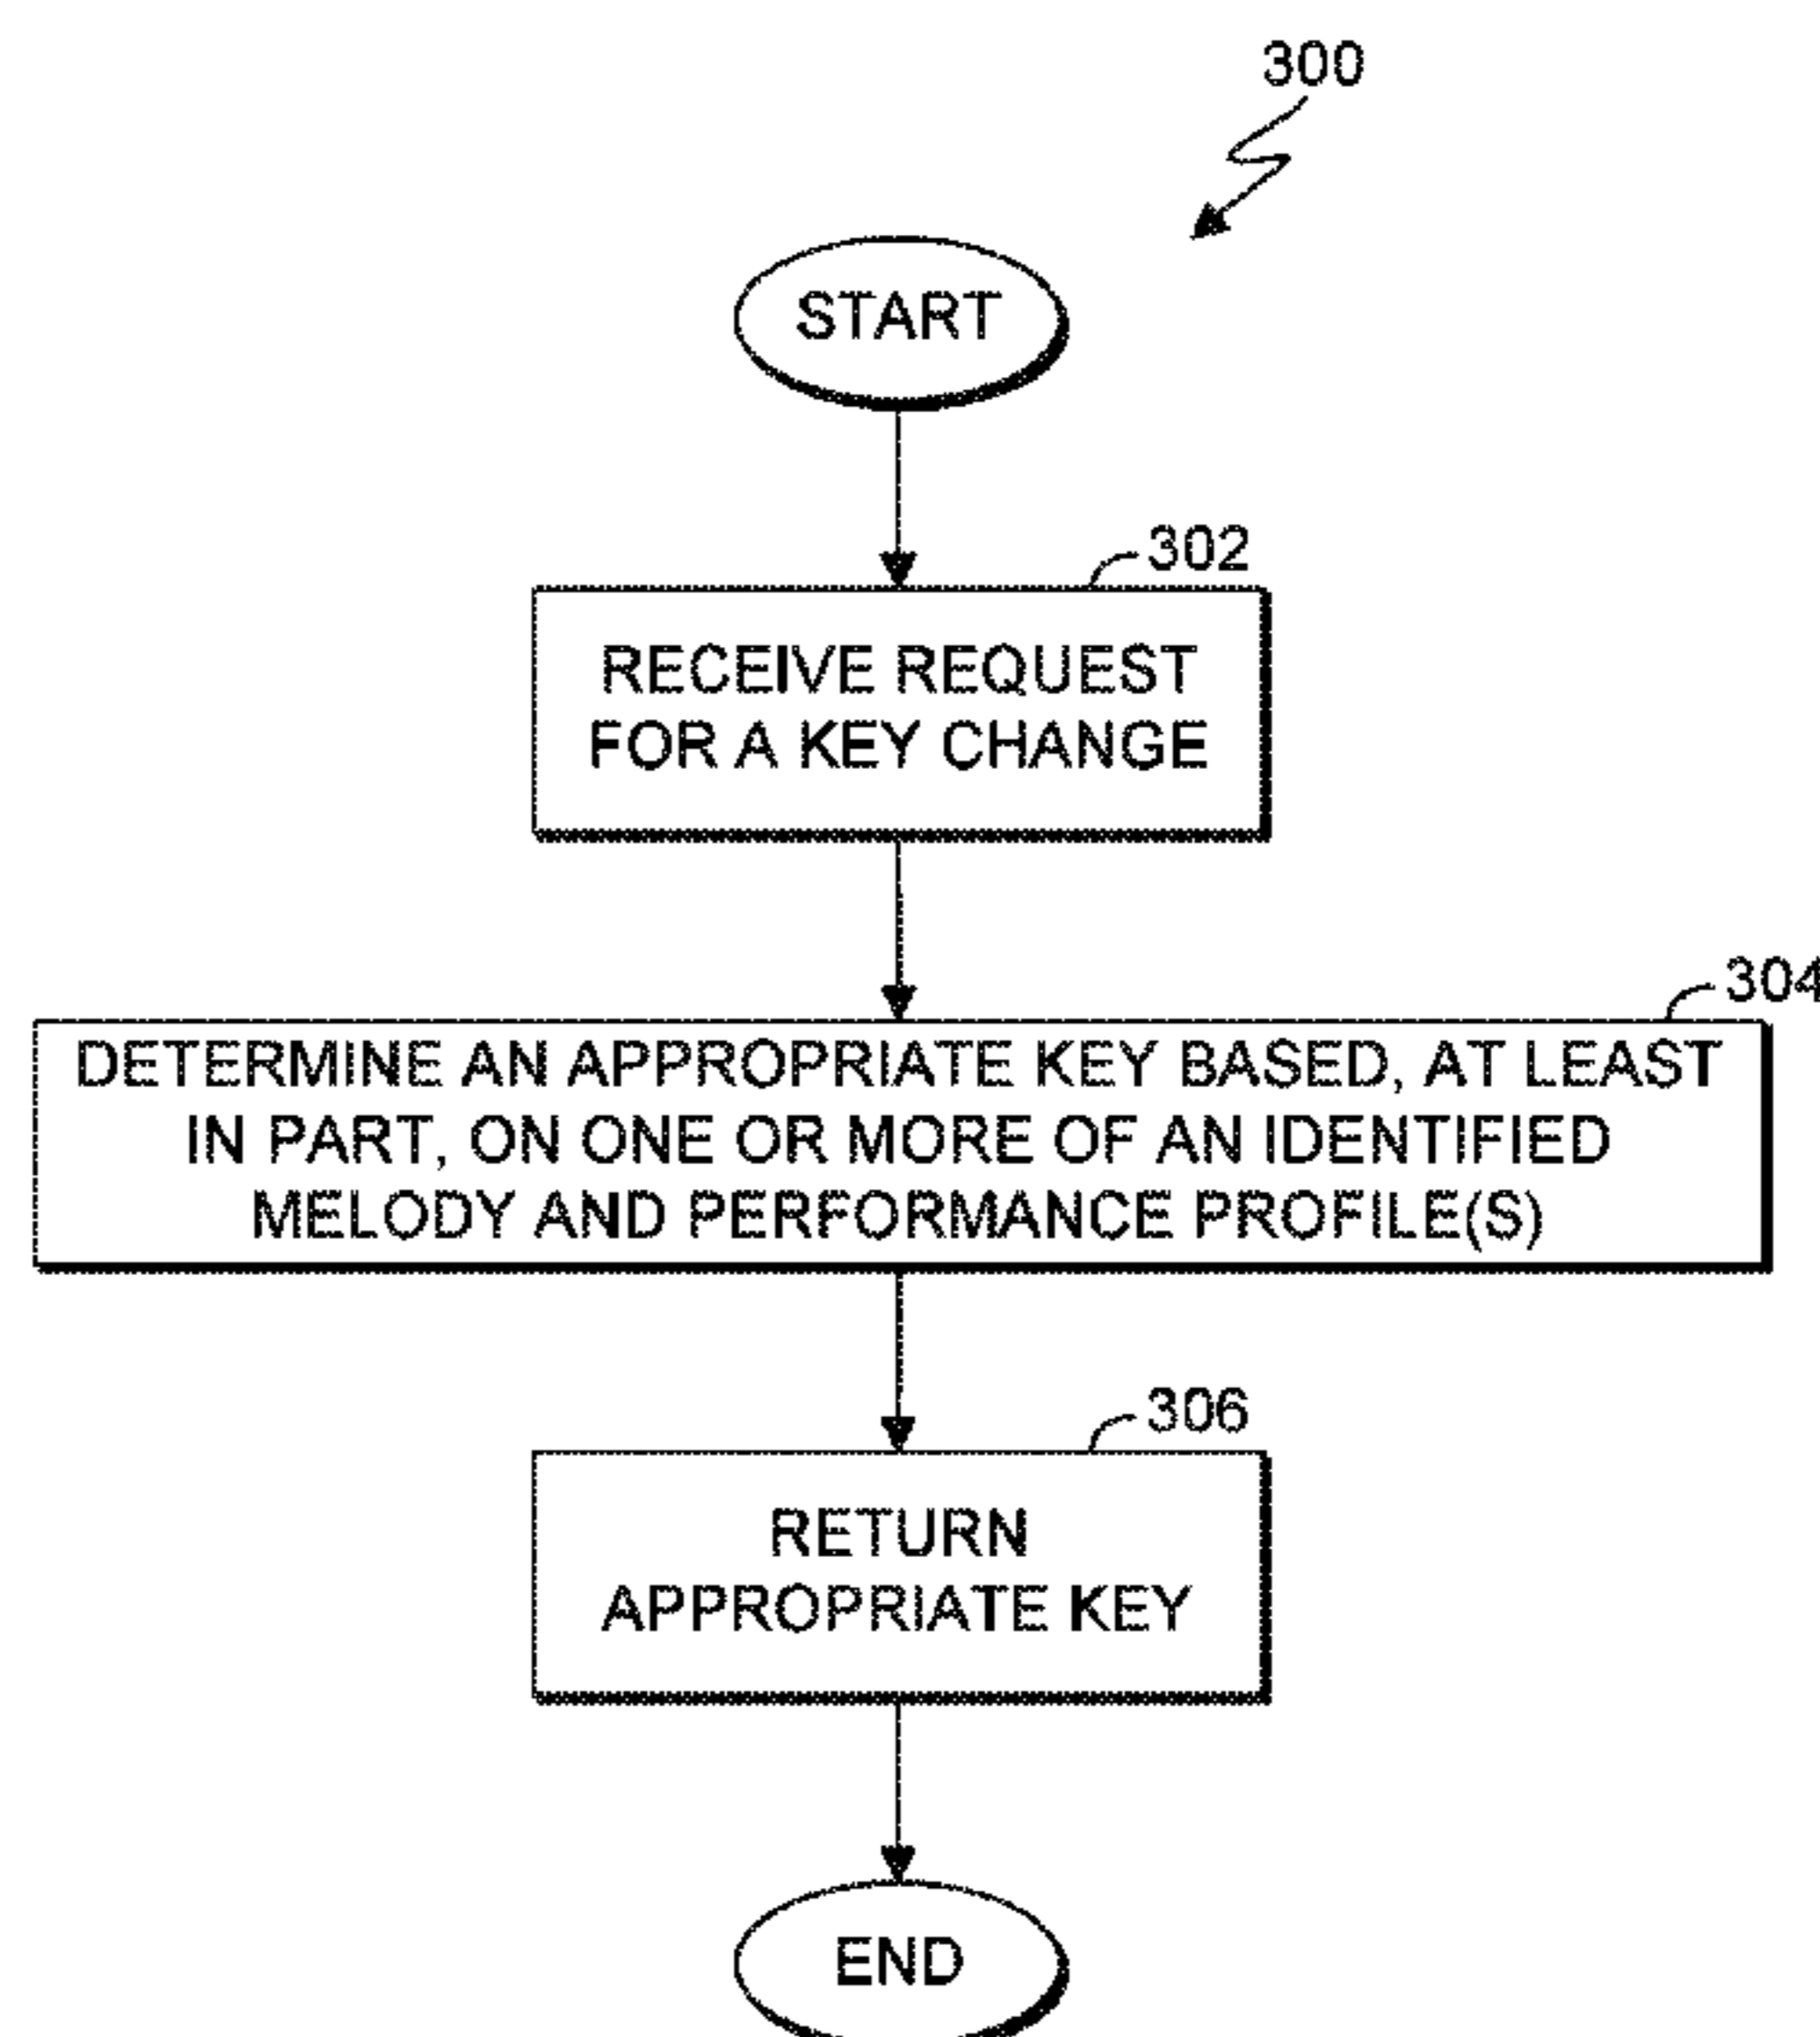 300
START
302
RECEIVE REQUEST
FOR A KEY CHANGE
304
DETERMINE AN APPROPRIATE KEY BASED, AT LEAST
IN PART, ON ONE OR MORE OF AN IDENTIFIED
MELODY AND PERFORMANCE PROFILE(S)
306
RETURN
APPROPRIATE KEY
END